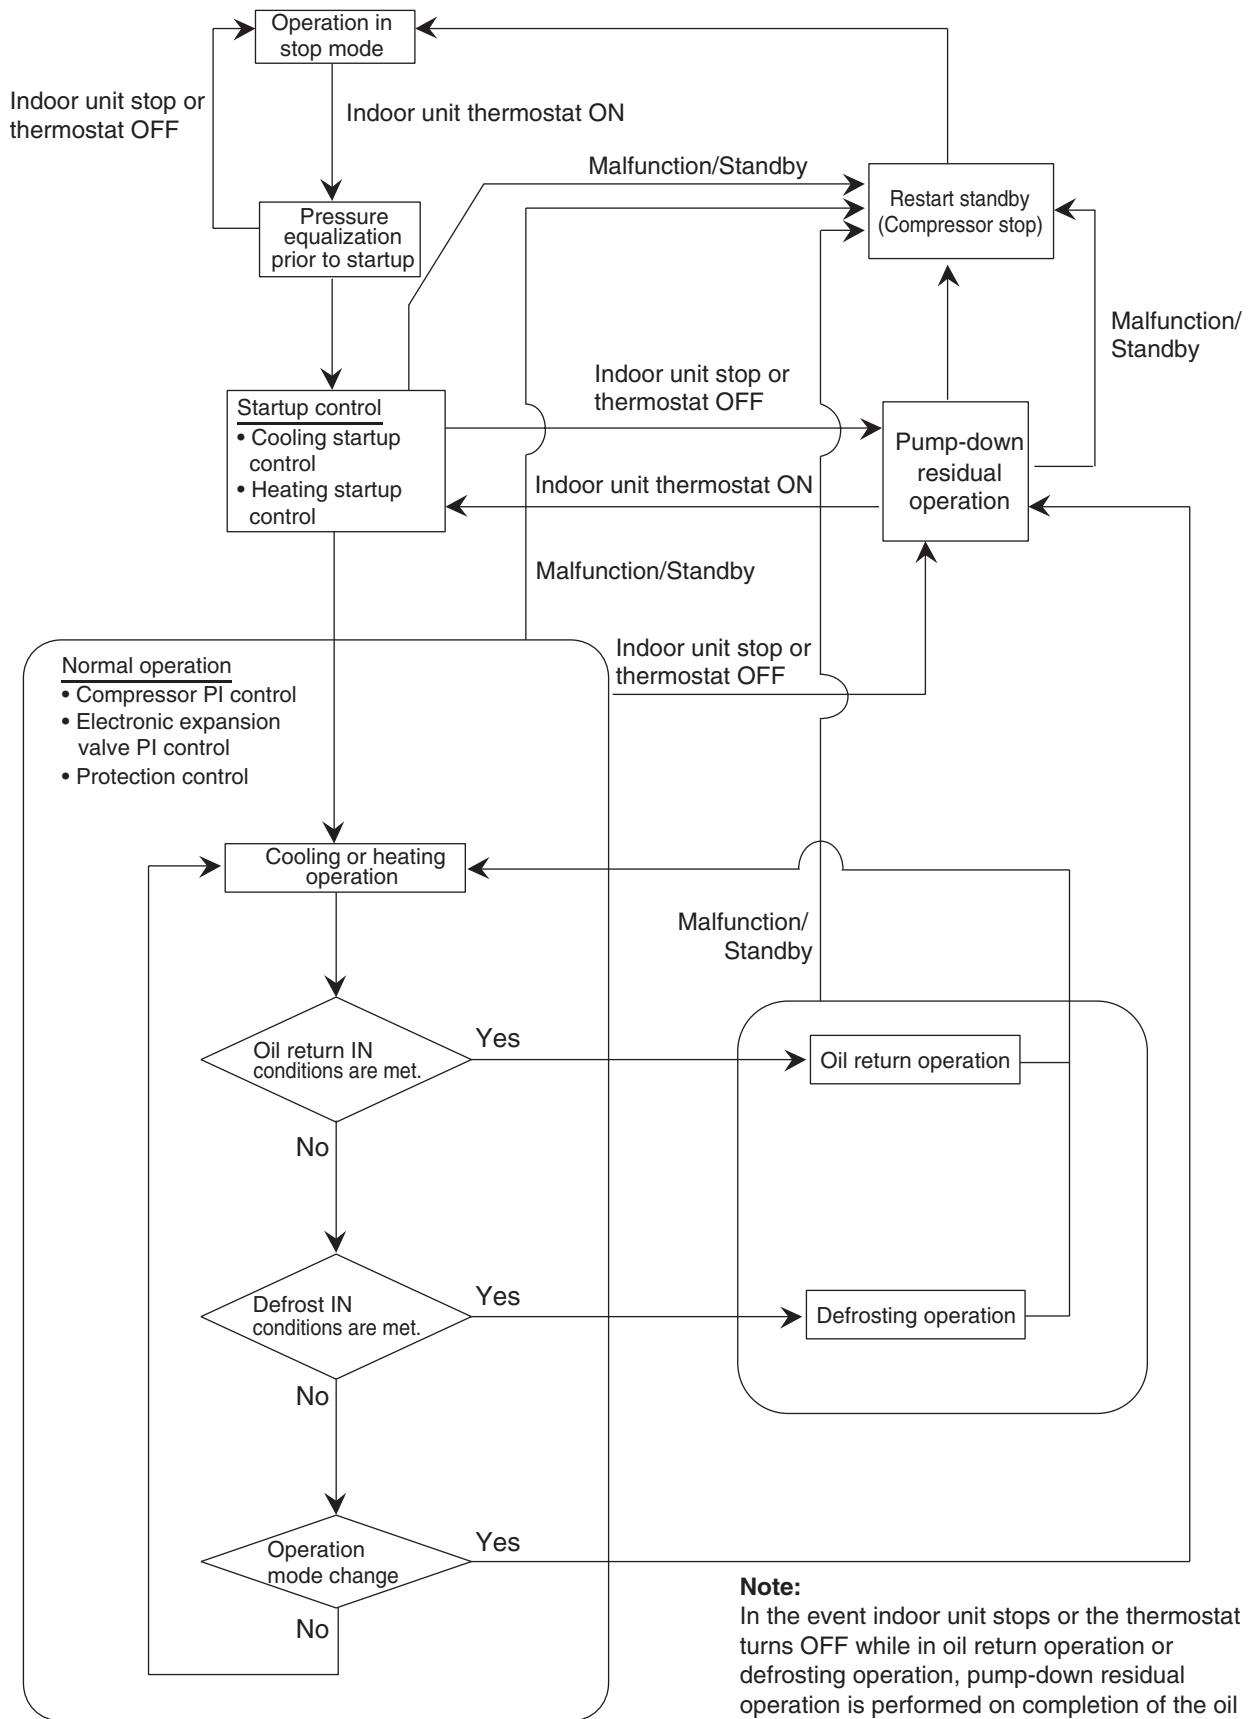 Operation in
stop mode
Indoor unit stop or
thermostat OFF
Indoor unit thermostat ON
Malfunction/Standby
Restart standby
(Compressor stop)
Pressure
equalization
prior to startup
Malfunction/
Standby
Indoor unit stop or
thermostat OFF
Startup control
• Cooling startup
control
• Heating startup
control
Pump-down
residual
operation
Indoor unit thermostat ON
Malfunction/Standby
Indoor unit stop or
thermostat OFF
Normal operation
• Compressor PI control
• Electronic expansion
valve PI control
• Protection control
Cooling or heating
operation
Malfunction/
Standby
Oil return IN
conditions are met.
Yes
Oil return operation
No
Defrost IN
conditions are met.
Yes
Defrosting operation
No
Operation
mode change
Yes
No
Note:
In the event indoor unit stops or the thermostat
turns OFF while in oil return operation or
defrosting operation, pump-down residual
operation is performed on completion of the oil